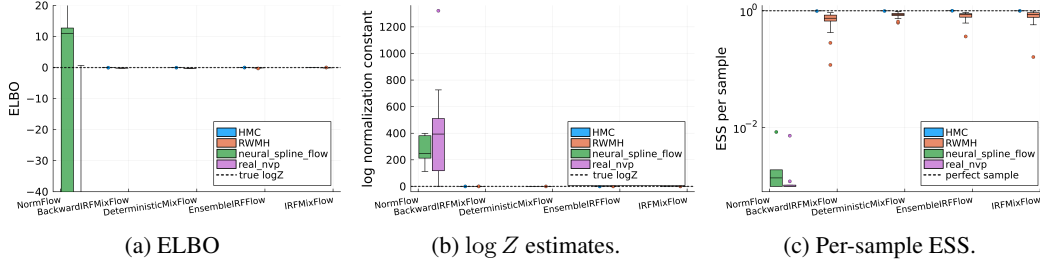 20
10
0
-10
-20
-30
-40
ELBO
HMC
RWMH
neural_spline_flow
real_nvp
true logZ
NormFlow
BackwardIRFMixFlow
DeterministicMixFlow
EnsembleIRFFlow
IRFMixFlow
(a) ELBO
1400
1200
1000
800
600
400
200
0
log normalization constant
HMC
RWMH
neural_spline_flow
real_nvp
true logZ
NormFlow
BackwardIRFMixFlow
DeterministicMixFlow
EnsembleIRFFlow
IRFMixFlow
(b) log Z estimates.
10⁰
10⁻²
ESS per sample
HMC
RWMH
neural_spline_flow
real_nvp
perfect sample
NormFlow
BackwardIRFMixFlow
DeterministicMixFlow
EnsembleIRFFlow
IRFMixFlow
(c) Per-sample ESS.